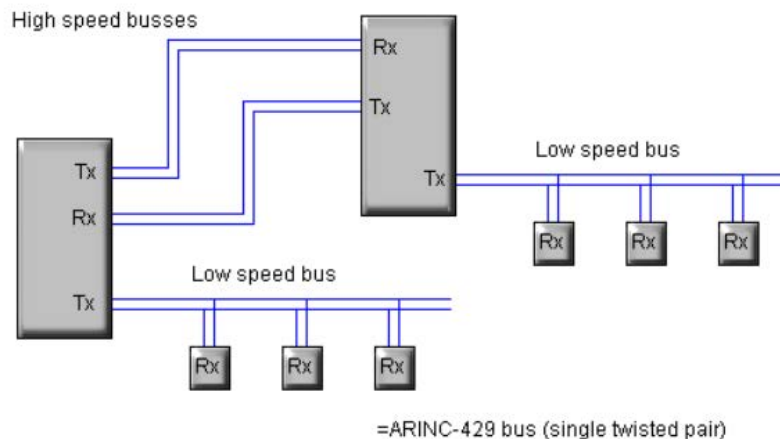 High speed busses
Rx
Tx
Tx
Tx
Rx
Tx
Low speed bus
Rx
Rx
Rx
Low speed bus
Rx
Rx
Rx
=ARINC-429 bus (single twisted pair)